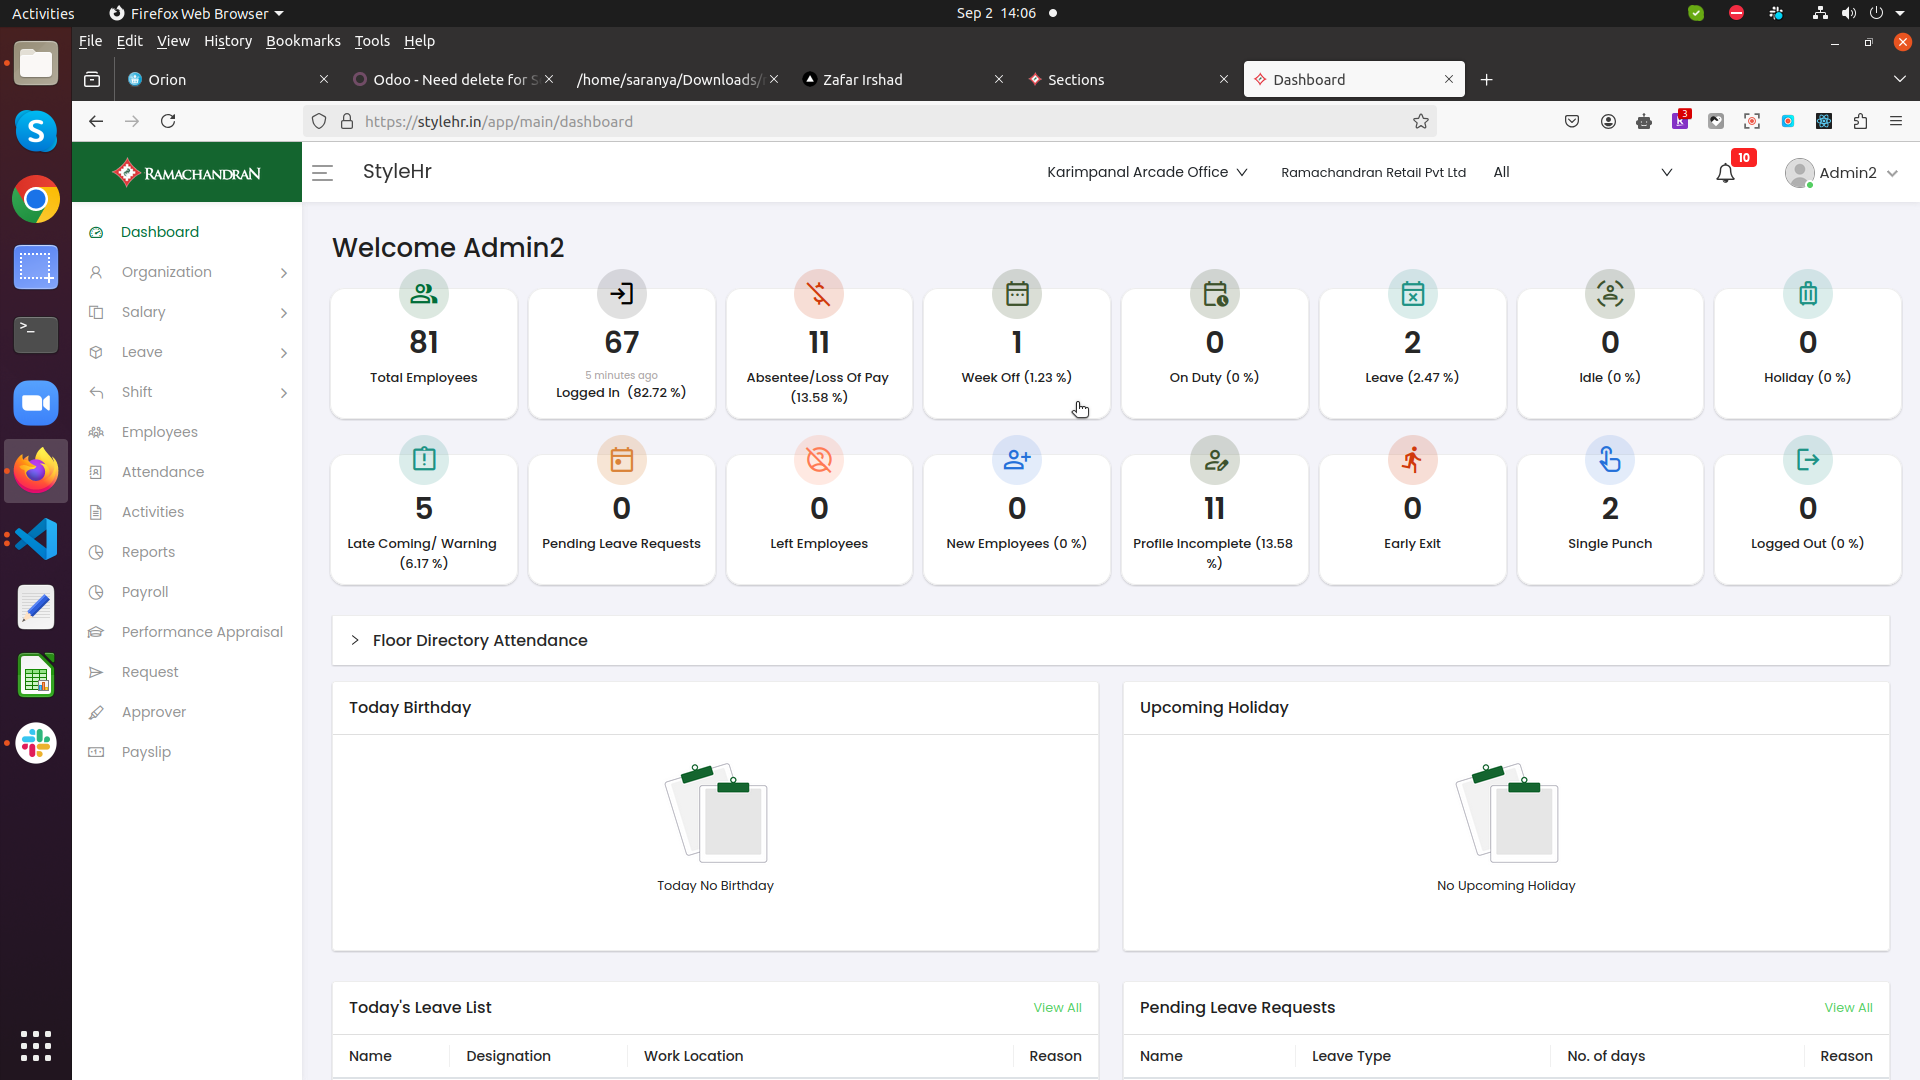 Activities
Firefox Web Browser
Sep 2 14:06
File Edit View History Bookmarks Tools Help
Orion
Odoo - Need delete for S
/home/saranya/Downloads/
Zafar Irshad
Sections
Dashboard
https://stylehr.in/app/main/dashboard
3
RAMACHANDRAN
StyleHr
Karimpanal Arcade Office
Ramachandran Retail Pvt Ltd
All
10
Admin2
Dashboard
Organization
Salary
Leave
Shift
Employees
Attendance
Activities
Reports
Payroll
Performance Appraisal
Request
Approver
Payslip
Welcome Admin2
81
Total Employees
67
5 minutes ago
Logged In (82.72 %)
11
Absentee/Loss Of Pay
(13.58 %)
1
Week Off (1.23 %)
0
On Duty (0 %)
2
Leave (2.47 %)
0
Idle (0 %)
0
Holiday (0 %)
5
Late Coming/ Warning
(6.17 %)
0
Pending Leave Requests
0
Left Employees
0
New Employees (0 %)
11
Profile Incomplete (13.58
%)
0
Early Exit
2
Single Punch
0
Logged Out (0 %)
Floor Directory Attendance
Today Birthday
Today No Birthday
Upcoming Holiday
No Upcoming Holiday
Today's Leave List
View All
Name Designation Work Location Reason
Pending Leave Requests
View All
Name Leave Type No. of days Reason